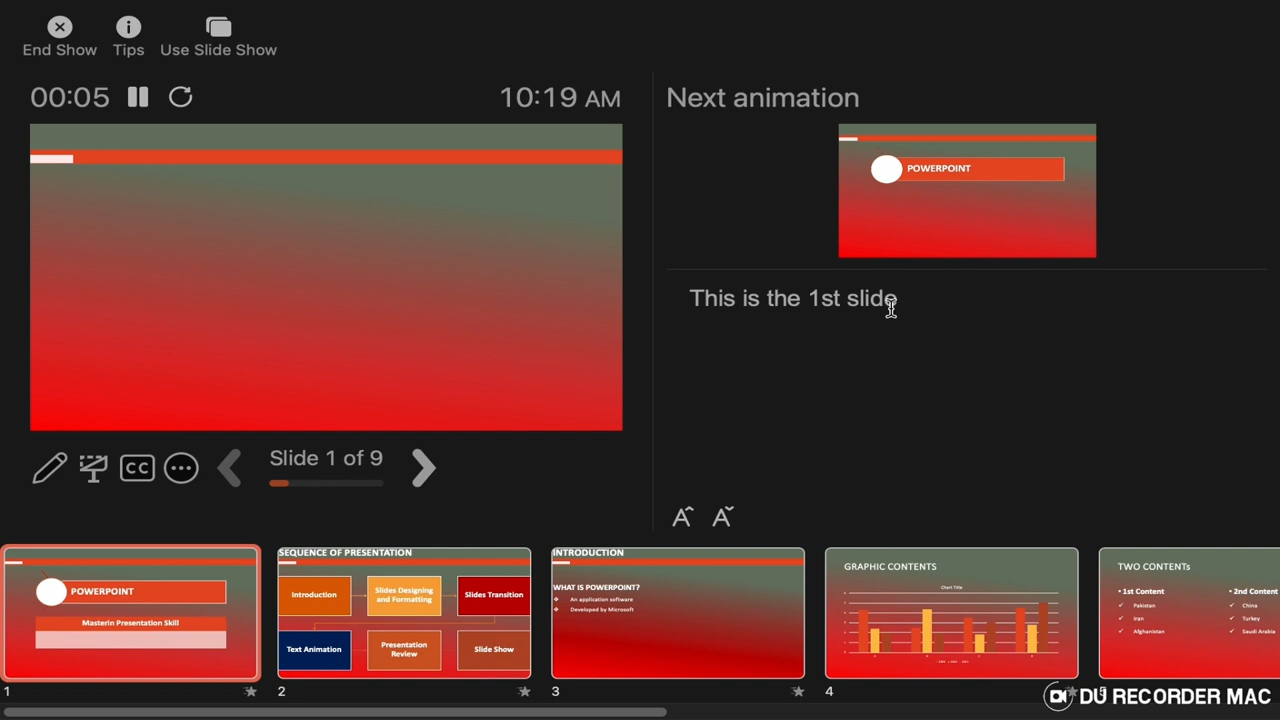 End Show
Tips
Use Slide Show
00:05
10:19 AM
Next animation
POWERPOINT
This is the 1st slide
CC
Slide 1 of 9
POWERPOINT
Masterin Presentation Skill
1
SEQUENCE OF PRESENTATION
Introduction
Slides Designing
and Formatting
Slides Transition
Text Animation
Presentation
Review
Slide Show
2
INTRODUCTION
WHAT IS POWERPOINT?
An application software
Developed by Microsoft
3
GRAPHIC CONTENTS
Chart Title
4
TWO CONTENTs
• 1st Content
Pakistan
Iran
Afghanistan
• 2nd Content
China
Turkey
Saudi Arabia
DU RECORDER MAC